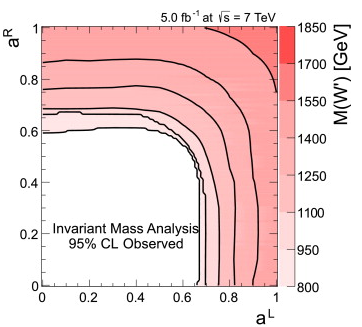 5.0 fb⁻¹ at √s = 7 TeV
aᴿ
1
0.8
0.6
0.4
0.2
0
0 0.2 0.4 0.6 0.8 1
aᴸ
Invariant Mass Analysis
95% CL Observed
1850
1700
1550
1400
1250
1100
950
800
M(W') [GeV]